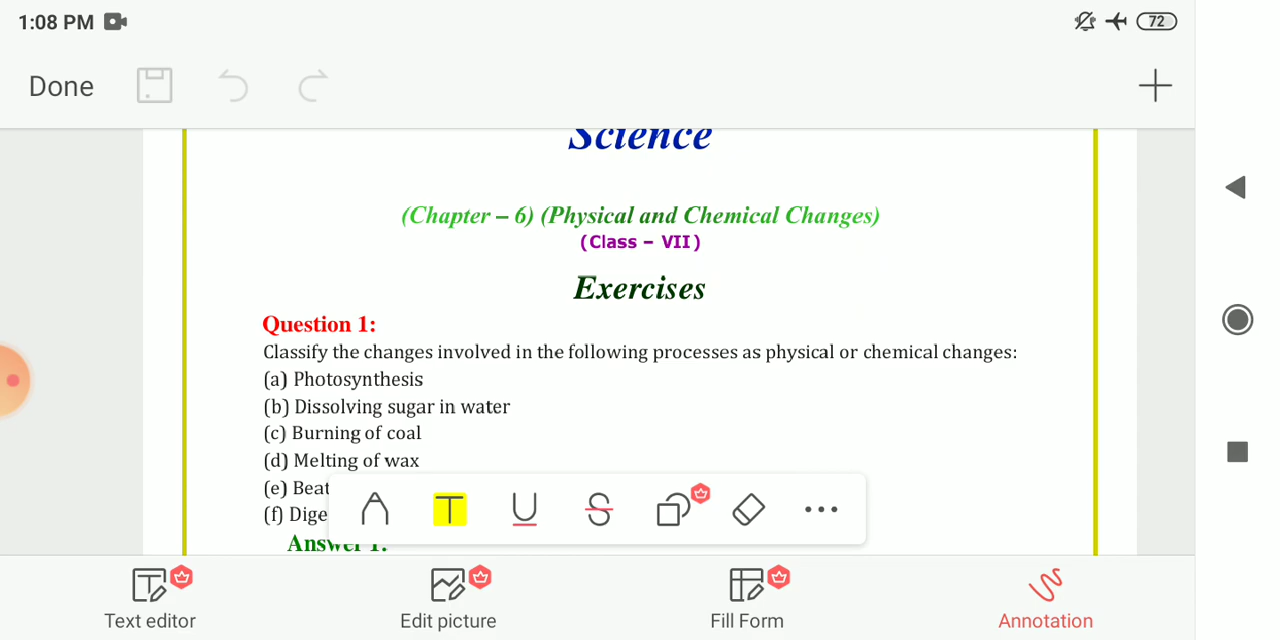 1:08 PM
72
Done
Science
(Chapter – 6) (Physical and Chemical Changes)
(Class – VII)
Exercises
Question 1:
Classify the changes involved in the following processes as physical or chemical changes:
(a) Photosynthesis
(b) Dissolving sugar in water
(c) Burning of coal
(d) Melting of wax
(e) Beat
(f) Dige
Answer 1:
T
U
S
Text editor
Edit picture
Fill Form
Annotation